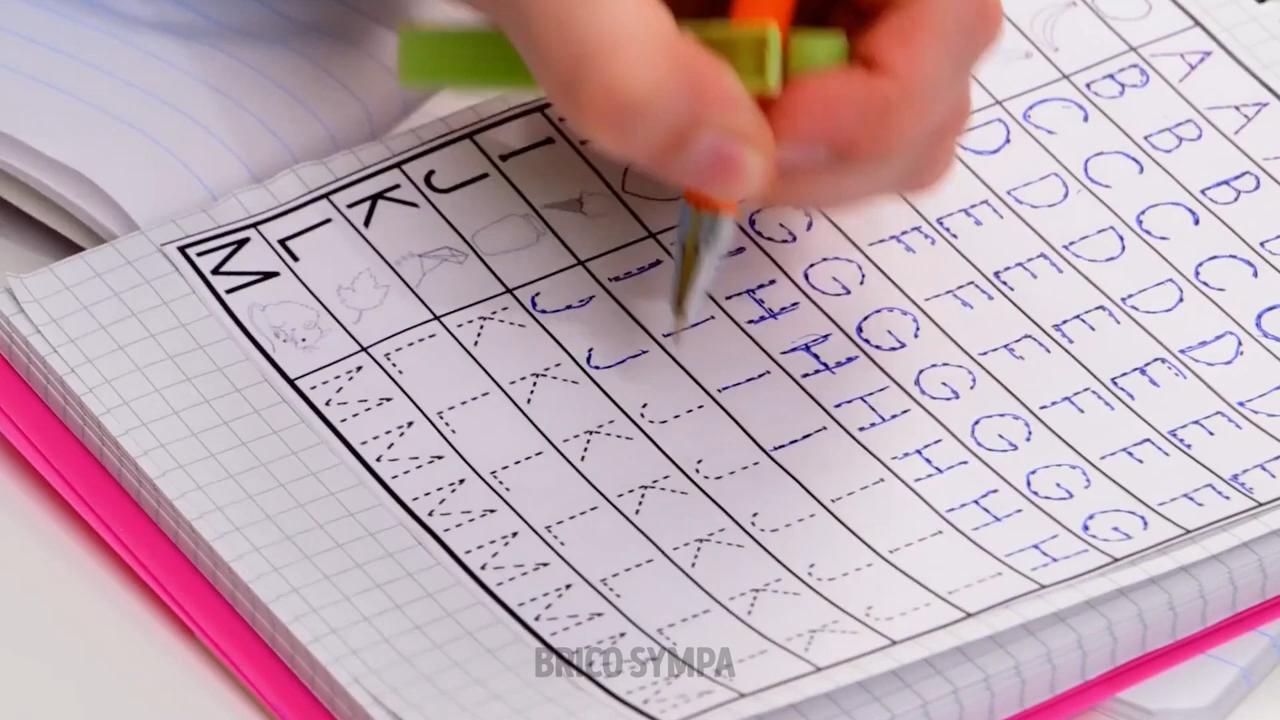 A A
B B B
C C C C
D D D D D
E E E E E E
F F F F F F
G G G G G G G
H H H H H H
I I I I I I I I
J J J J J J J J
K K K K K K K K
L L L L L L L
M M M M M M M
BRICO SYMPA